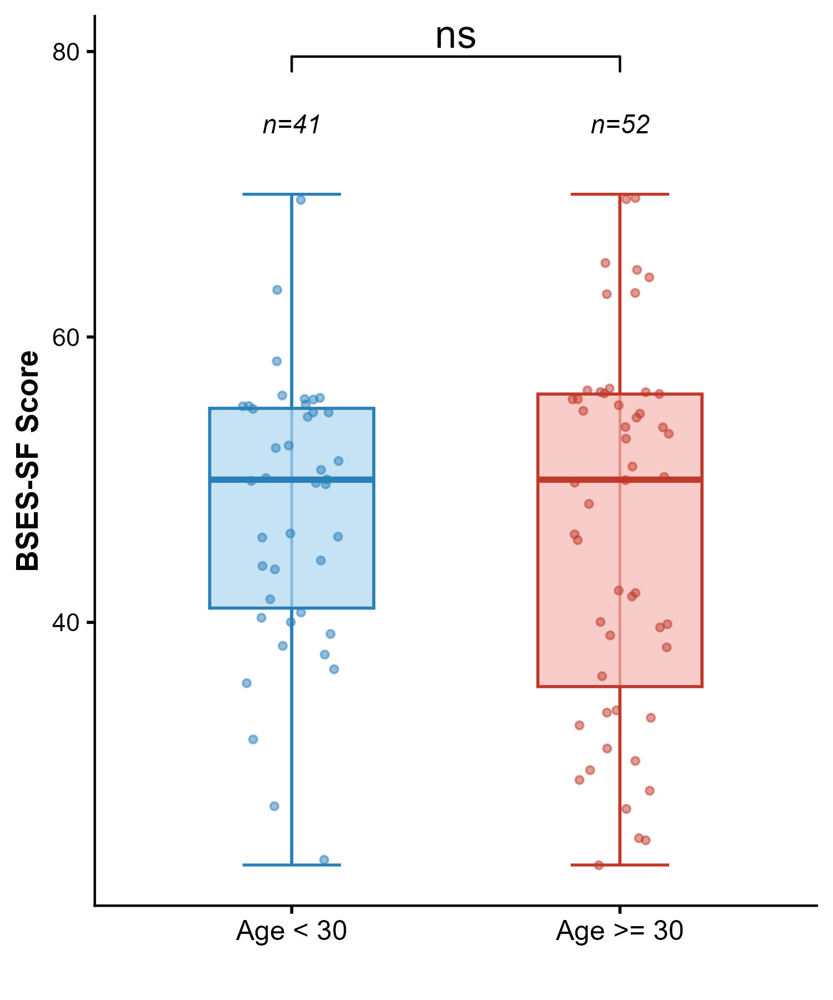 ns
80
n=41
n=52
60
40
BSES-SF Score
Age < 30
Age >= 30